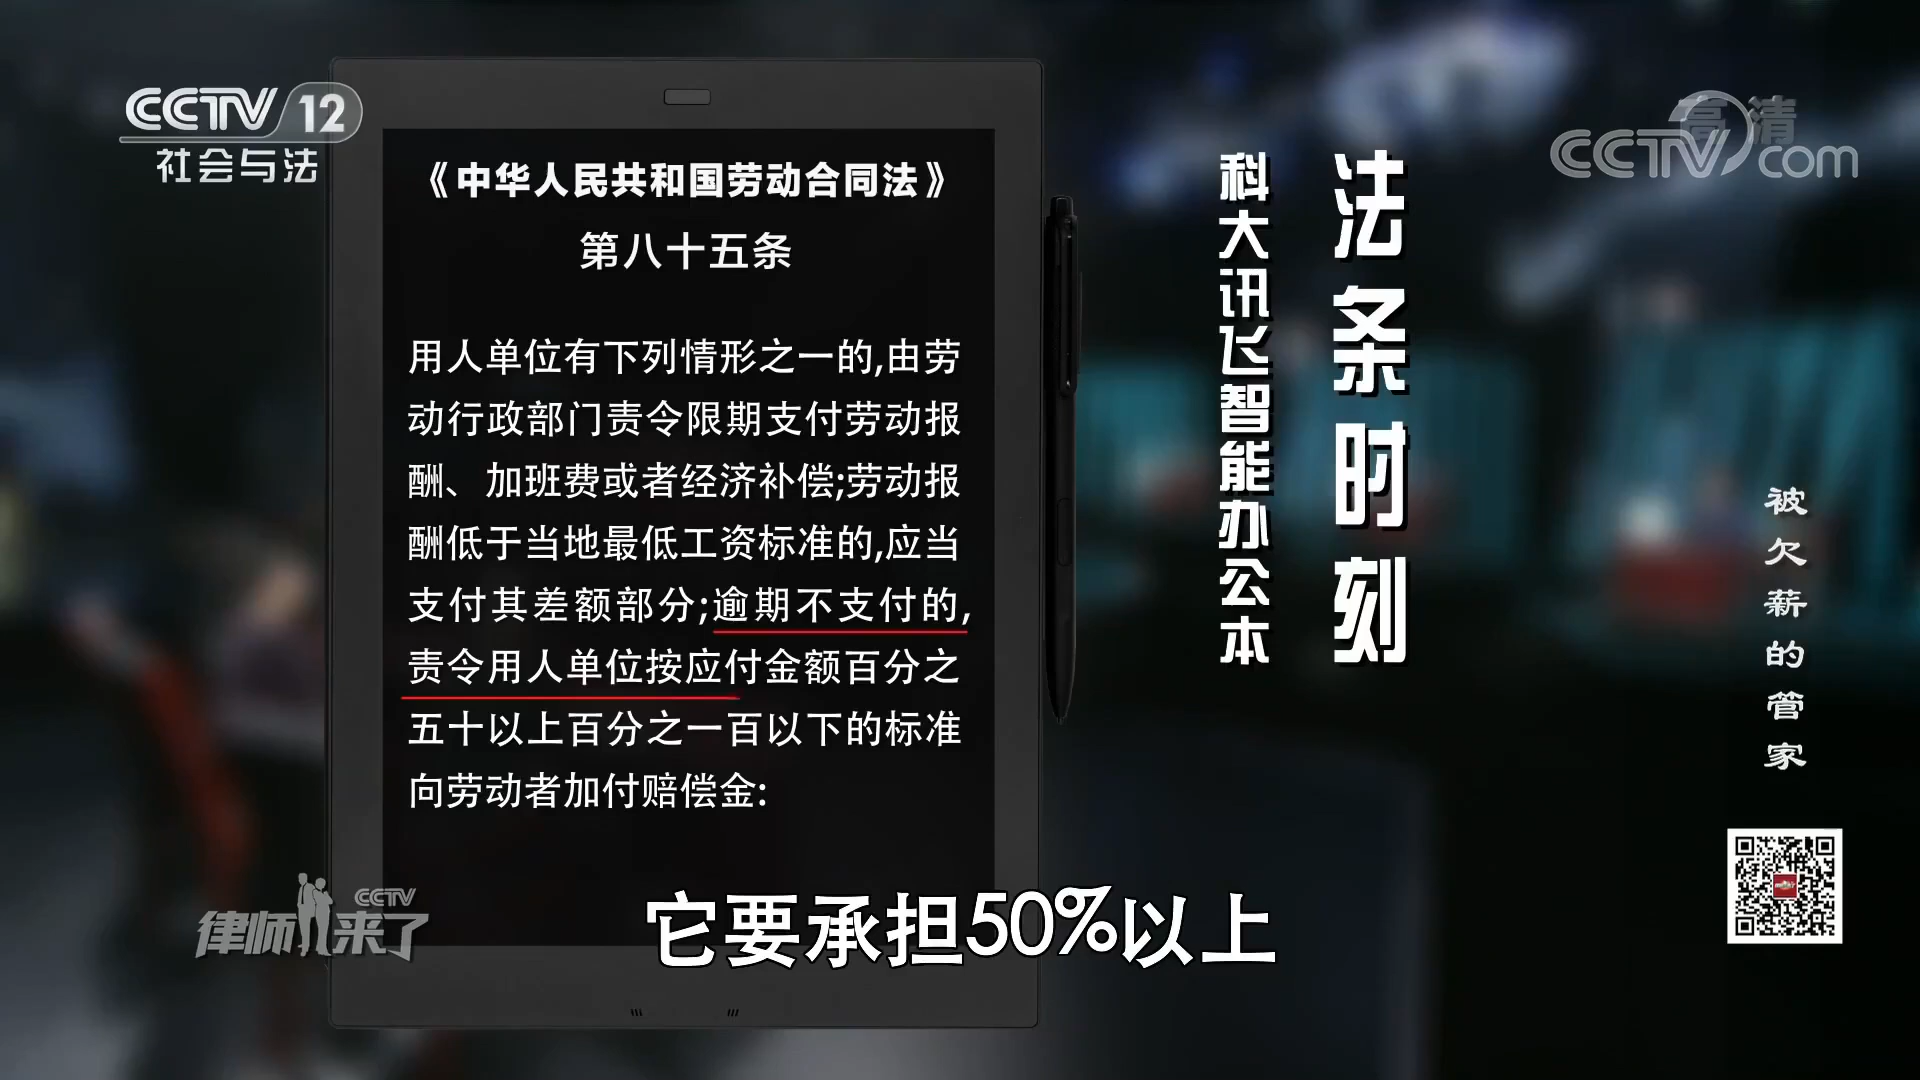 CCTV 12
社会与法
高清
CCTV com
《中华人民共和国劳动合同法》
第八十五条
用人单位有下列情形之一的,由劳
动行政部门责令限期支付劳动报
酬、加班费或者经济补偿;劳动报
酬低于当地最低工资标准的,应当
支付其差额部分;逾期不支付的,
责令用人单位按应付金额百分之
五十以上百分之一百以下的标准
向劳动者加付赔偿金:
法条时刻
科大讯飞智能办公本
被欠薪的管家
CCTV
律师来了
它要承担50%以上